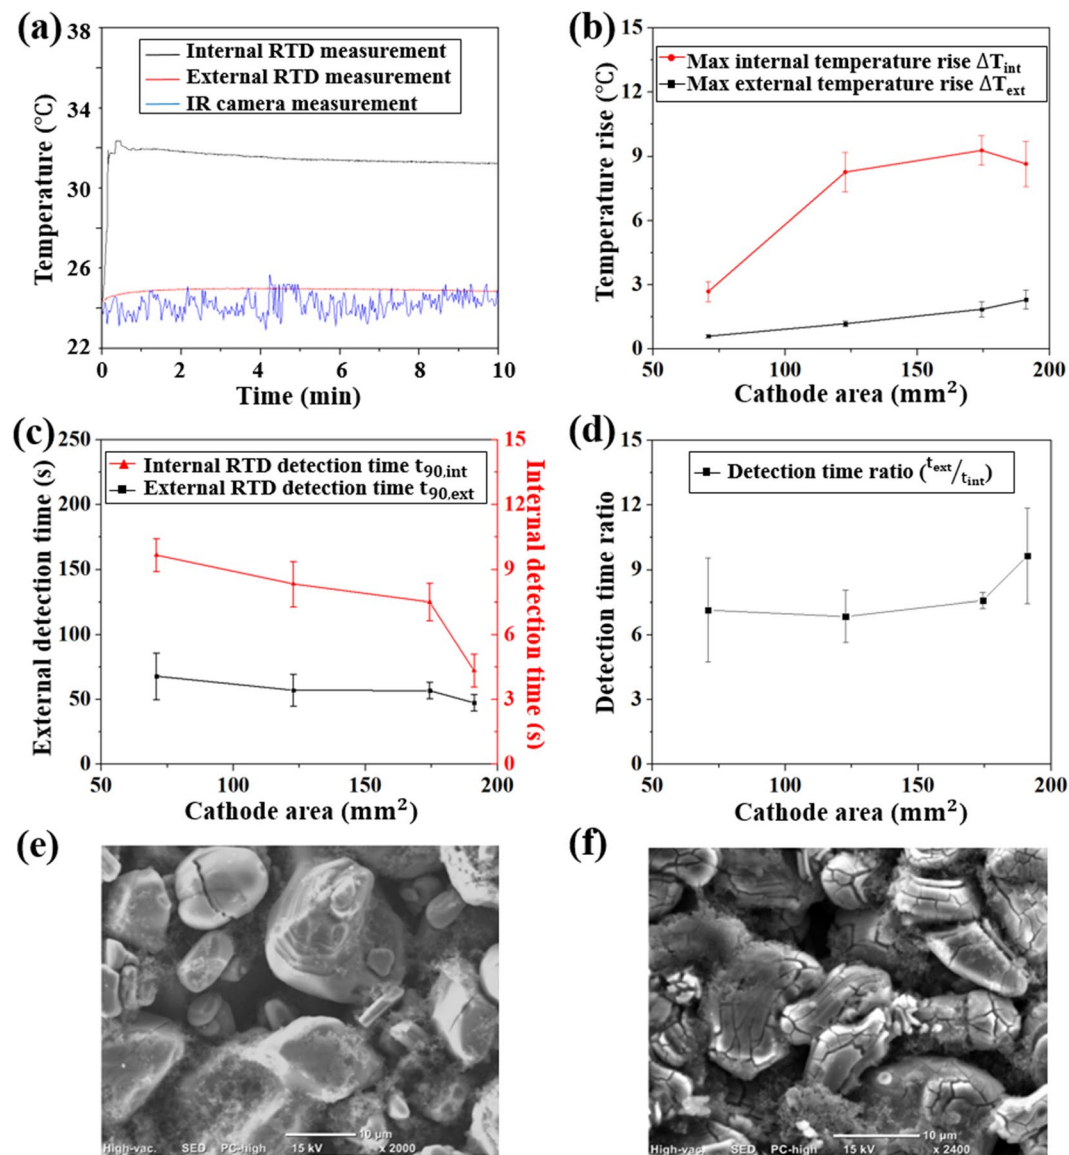 (a)
38
34
30
26
22
Temperature (°C)
Internal RTD measurement
External RTD measurement
IR camera measurement
0 2 4 6 8 10
Time (min)
(b)
15
12
9
6
3
0
Temperature rise (°C)
Max internal temperature rise ΔTint
Max external temperature rise ΔText
50 100 150 200
Cathode area (mm²)
(c)
250
200
150
100
50
0
External detection time (s)
Internal RTD detection time t90,int
External RTD detection time t90,ext
15
12
9
6
3
0
Internal detection time (s)
50 100 150 200
Cathode area (mm²)
(d)
15
12
9
6
3
0
Detection time ratio
Detection time ratio (text/tint)
50 100 150 200
Cathode area (mm²)
(e)
10 µm
High-vac. SED PC-high 15 kV x 2000
(f)
10 µm
High-vac. SED PC-high 15 kV x 2400